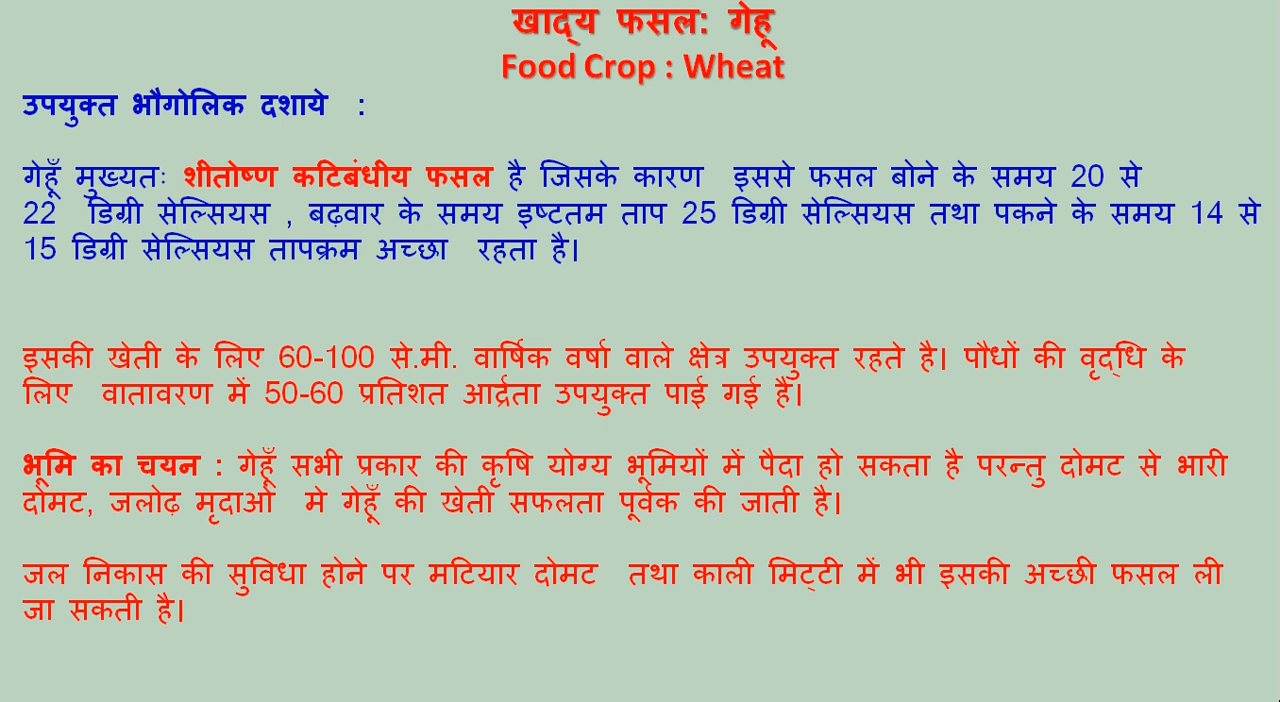 खाद्य फसल: गेहू
Food Crop : Wheat
उपयुक्त भौगोलिक दशाये :
गेहूँ मुख्यतः शीतोष्ण कटिबंधीय फसल है जिसके कारण इससे फसल बोने के समय 20 से
22 डिग्री सेल्सियस , बढ़वार के समय इष्टतम ताप 25 डिग्री सेल्सियस तथा पकने के समय 14 से
15 डिग्री सेल्सियस तापक्रम अच्छा रहता है।
इसकी खेती के लिए 60-100 से.मी. वार्षिक वर्षा वाले क्षेत्र उपयुक्त रहते है। पौधों की वृद्धि के
लिए वातावरण में 50-60 प्रतिशत आर्द्रता उपयुक्त पाई गई है।
भूमि का चयन : गेहूँ सभी प्रकार की कृषि योग्य भूमियों में पैदा हो सकता है परन्तु दोमट से भारी
दोमट, जलोढ़ मृदाओ मे गेहूँ की खेती सफलता पूर्वक की जाती है।
जल निकास की सुविधा होने पर मटियार दोमट तथा काली मिट्टी में भी इसकी अच्छी फसल ली
जा सकती है।